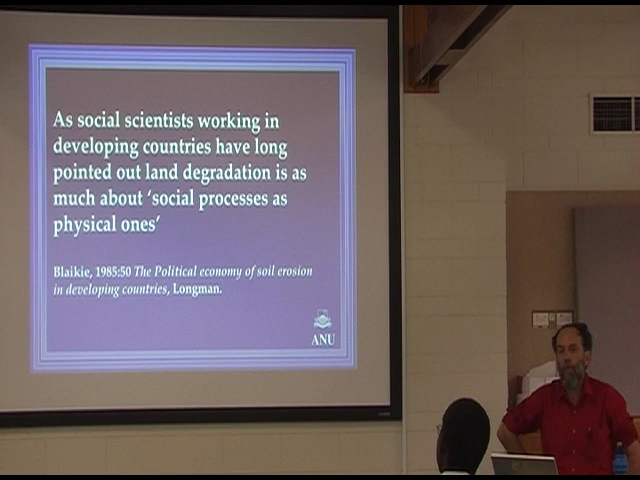 As social scientists working in
developing countries have long
pointed out land degradation is as
much about ‘social processes as
physical ones’
Blaikie, 1985:50 The Political economy of soil erosion
in developing countries, Longman.
ANU